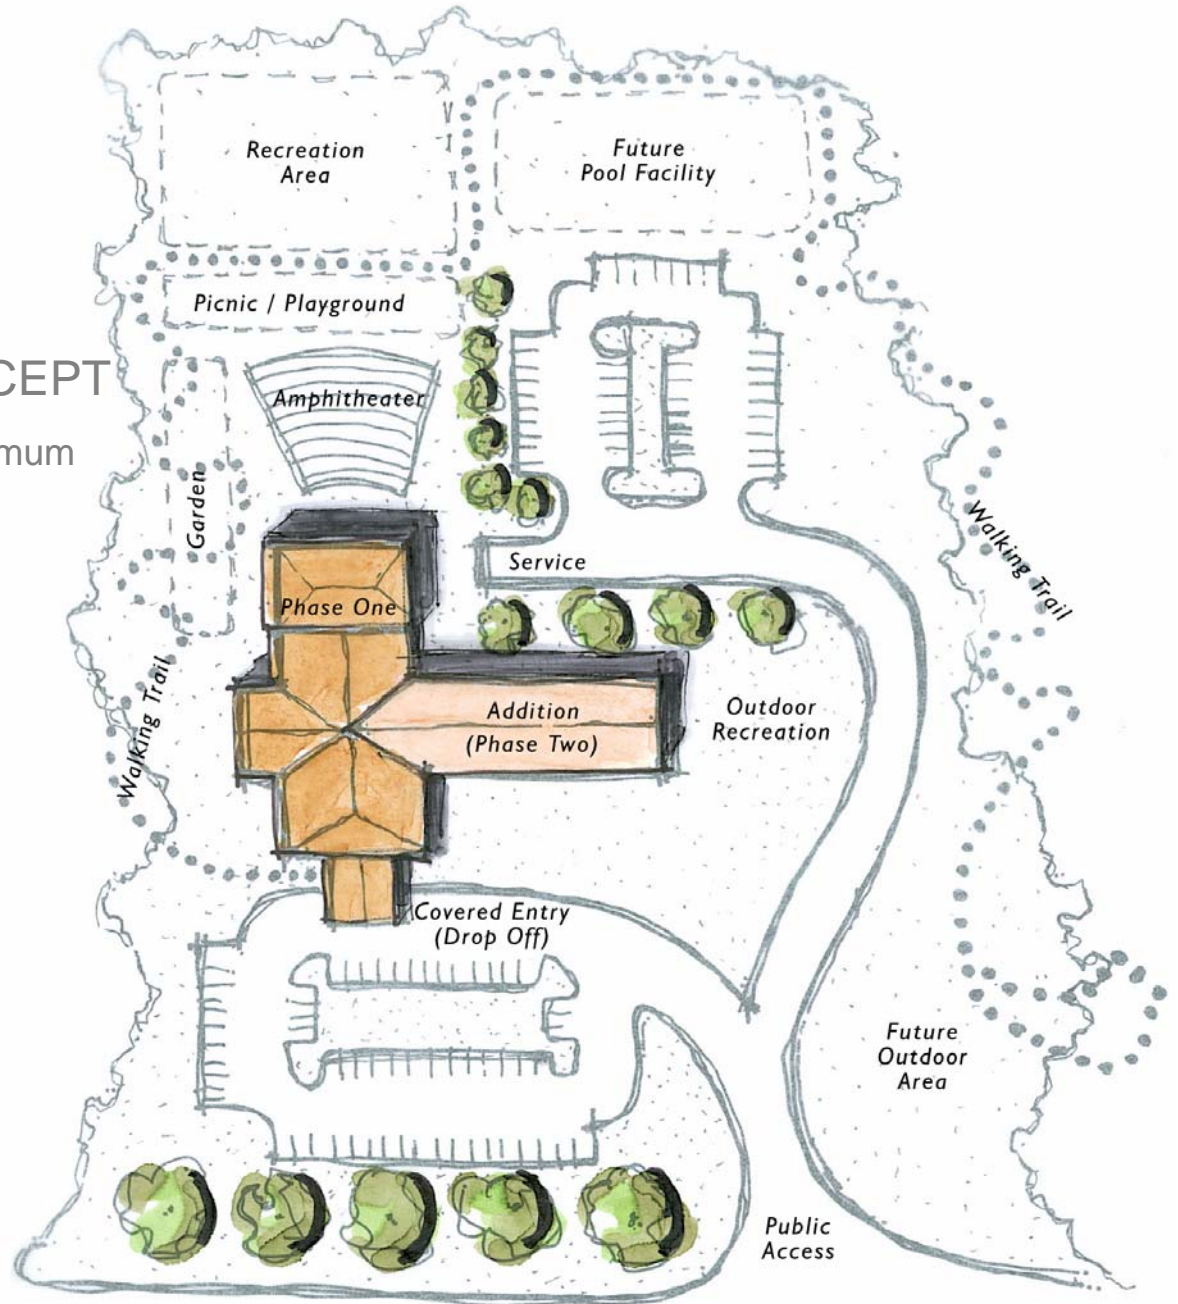 Recreation
Area
Future
Pool Facility
Picnic / Playground
CEPT
mum
Amphitheater
Garden
Walking Trail
Service
Phase One
Walking Trail
Addition
(Phase Two)
Outdoor
Recreation
Covered Entry
(Drop Off)
Future
Outdoor
Area
Public
Access